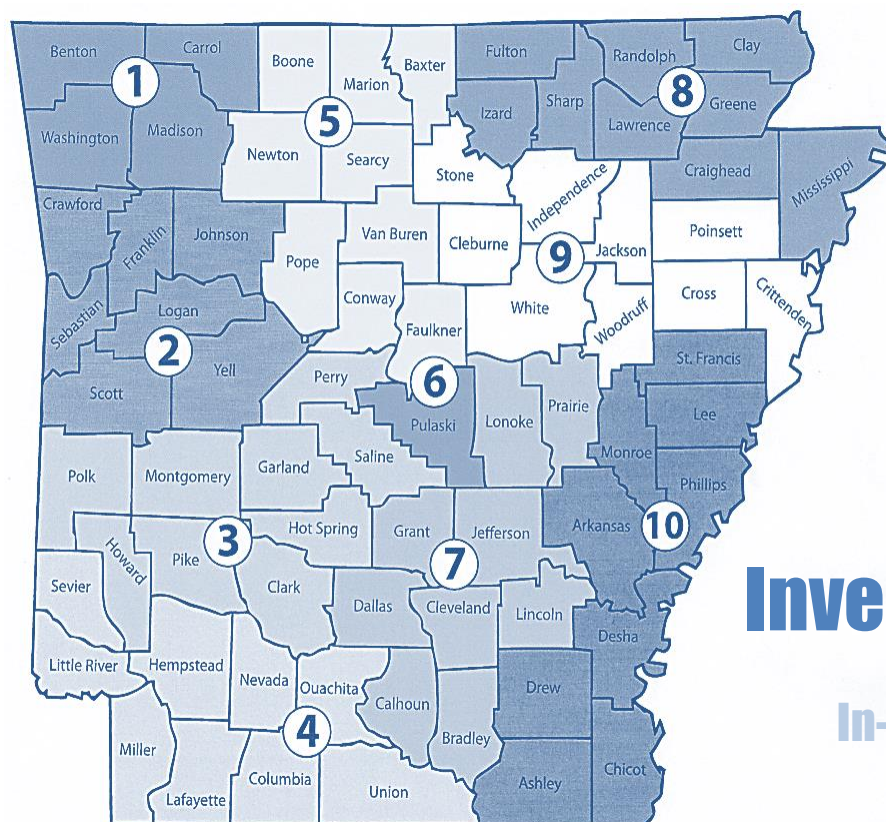 Benton
Carrol
Boone
Marion
Baxter
Fulton
Randolph
Clay
1
5
8
Izard
Sharp
Lawrence
Greene
Washington
Madison
Newton
Searcy
Stone
Independence
Craighead
Mississippi
Crawford
Franklin
Johnson
Pope
Van Buren
Cleburne
9
Jackson
Poinsett
Sebastian
Logan
Conway
Faulkner
White
Woodruff
Cross
Crittenden
2
Scott
Yell
Perry
6
Pulaski
Lonoke
Prairie
St. Francis
Lee
Monroe
Phillips
Polk
Montgomery
Garland
Saline
Howard
Pike
3
Hot Spring
Grant
Jefferson
7
Arkansas
10
Sevier
Clark
Dallas
Cleveland
Lincoln
Desha
Inve
Little River
Hempstead
Nevada
Ouachita
Calhoun
Bradley
Drew
4
In-
Miller
Lafayette
Columbia
Union
Ashley
Chicot